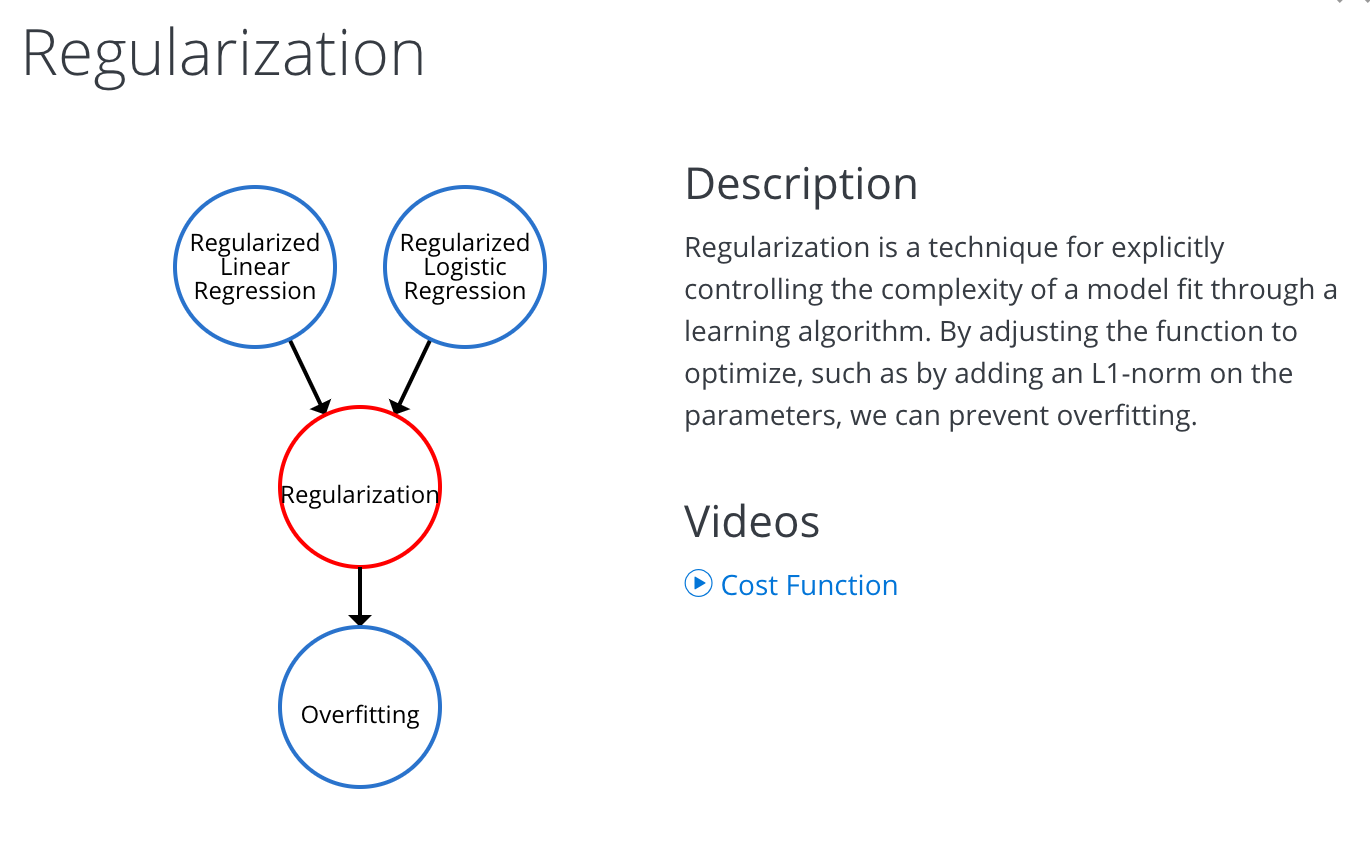 Regularization
Regularized
Linear
Regression
Regularized
Logistic
Regression
Regularization
Overfitting
Description
Regularization is a technique for explicitly
controlling the complexity of a model fit through a
learning algorithm. By adjusting the function to
optimize, such as by adding an L1-norm on the
parameters, we can prevent overfitting.
Videos
Cost Function